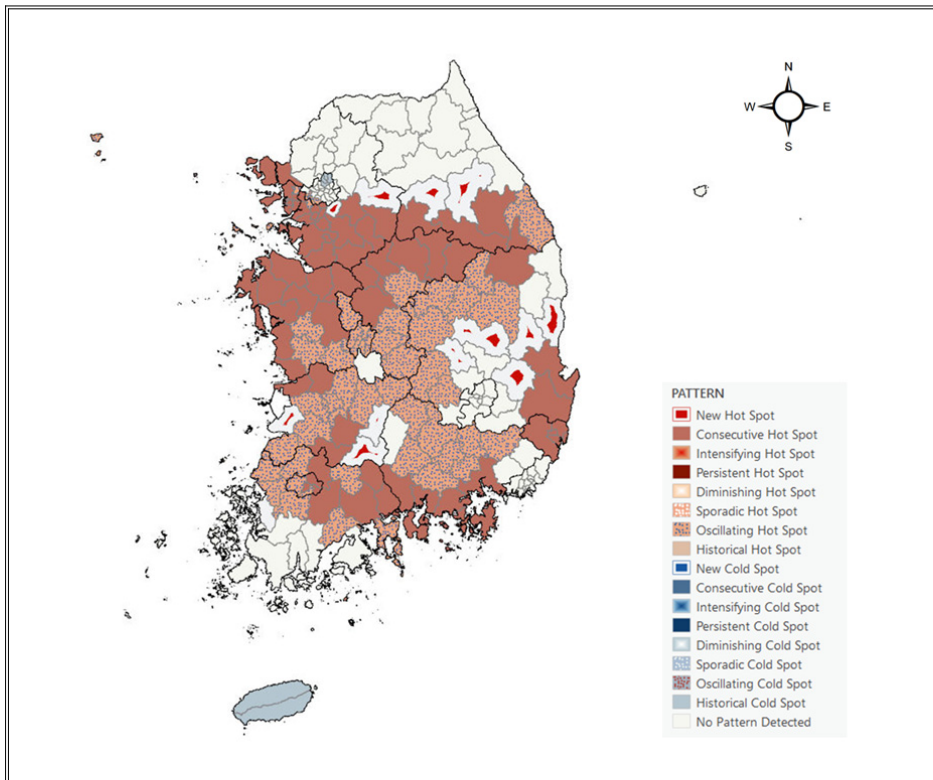 N
W E
S
PATTERN
New Hot Spot
Consecutive Hot Spot
Intensifying Hot Spot
Persistent Hot Spot
Diminishing Hot Spot
Sporadic Hot Spot
Oscillating Hot Spot
Historical Hot Spot
New Cold Spot
Consecutive Cold Spot
Intensifying Cold Spot
Persistent Cold Spot
Diminishing Cold Spot
Sporadic Cold Spot
Oscillating Cold Spot
Historical Cold Spot
No Pattern Detected